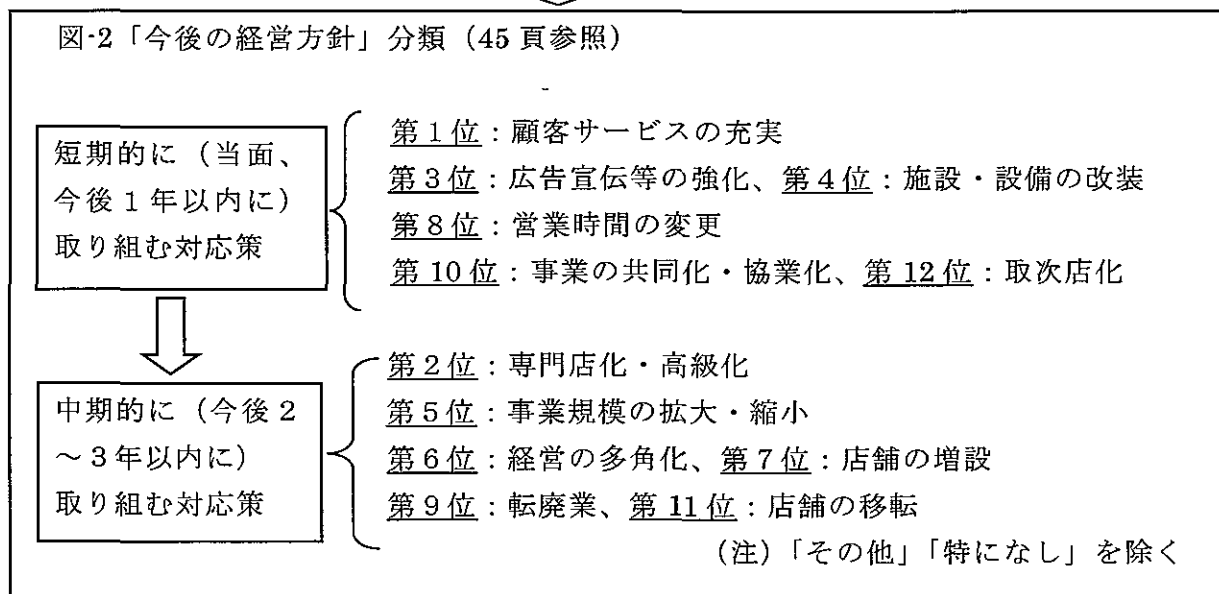 図-2「今後の経営方針」分類（45頁参照）
短期的に（当面、
今後1年以内に）
取り組む対応策
第1位：顧客サービスの充実
第3位：広告宣伝等の強化、第4位：施設・設備の改装
第8位：営業時間の変更
第10位：事業の共同化・協業化、第12位：取次店化
中期的に（今後2
～3年以内に）
取り組む対応策
第2位：専門店化・高級化
第5位：事業規模の拡大・縮小
第6位：経営の多角化、第7位：店舗の増設
第9位：転廃業、第11位：店舗の移転
（注）「その他」「特になし」を除く